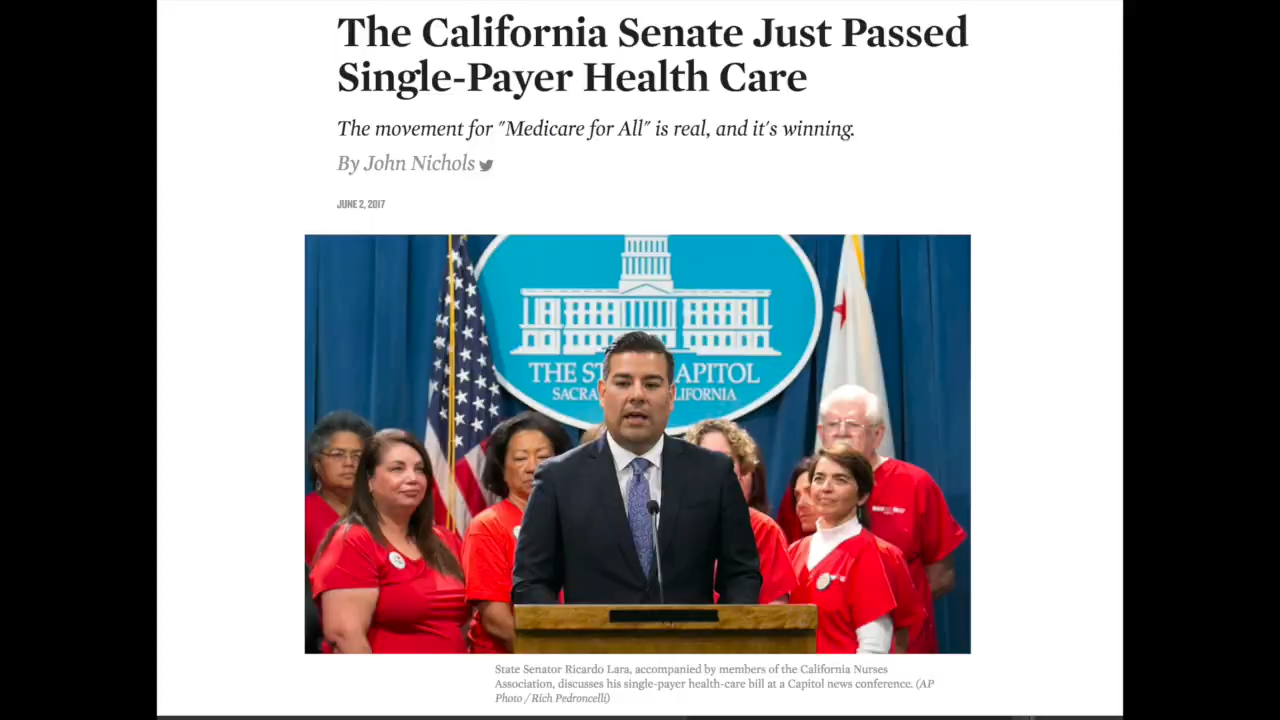 The California Senate Just Passed
Single-Payer Health Care
The movement for "Medicare for All" is real, and it's winning.
By John Nichols
JUNE 2, 2017
THE ST APITOL
SACRA IFORNIA
State Senator Ricardo Lara, accompanied by members of the California Nurses
Association, discusses his single-payer health-care bill at a Capitol news conference. (AP
Photo / Rich Pedroncelli)